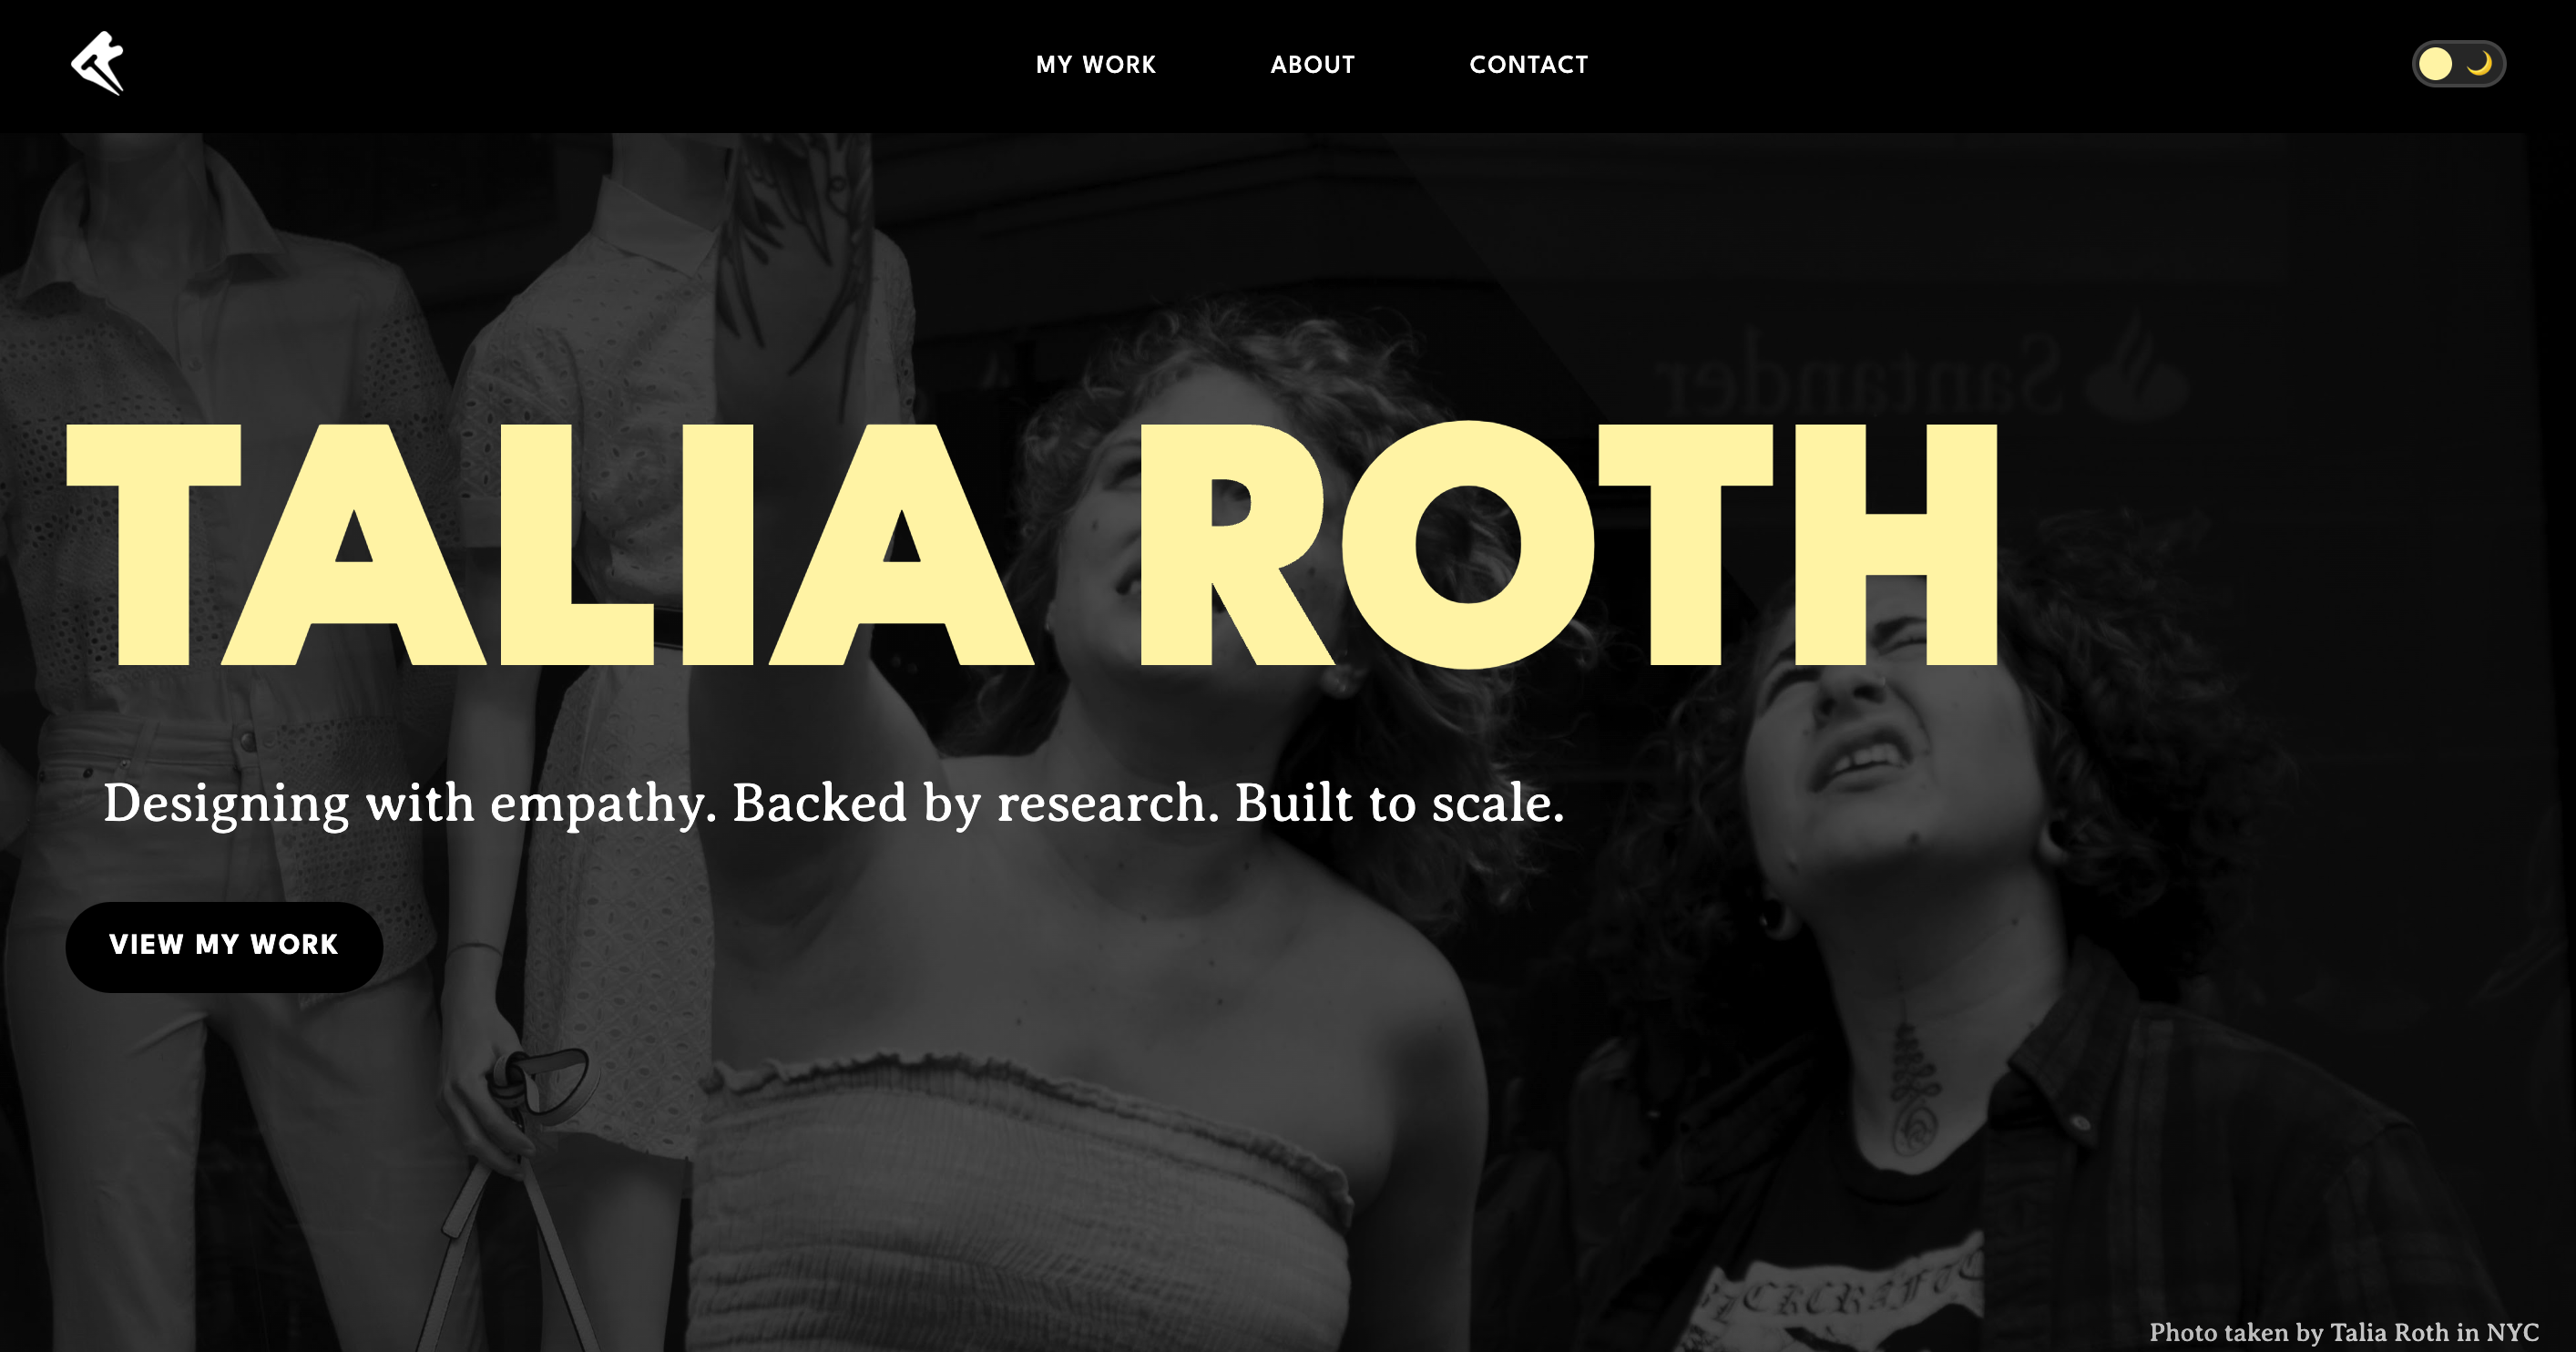 MY WORK ABOUT CONTACT
Santander
TALIA ROTH
Designing with empathy. Backed by research. Built to scale.
VIEW MY WORK
Photo taken by Talia Roth in NYC